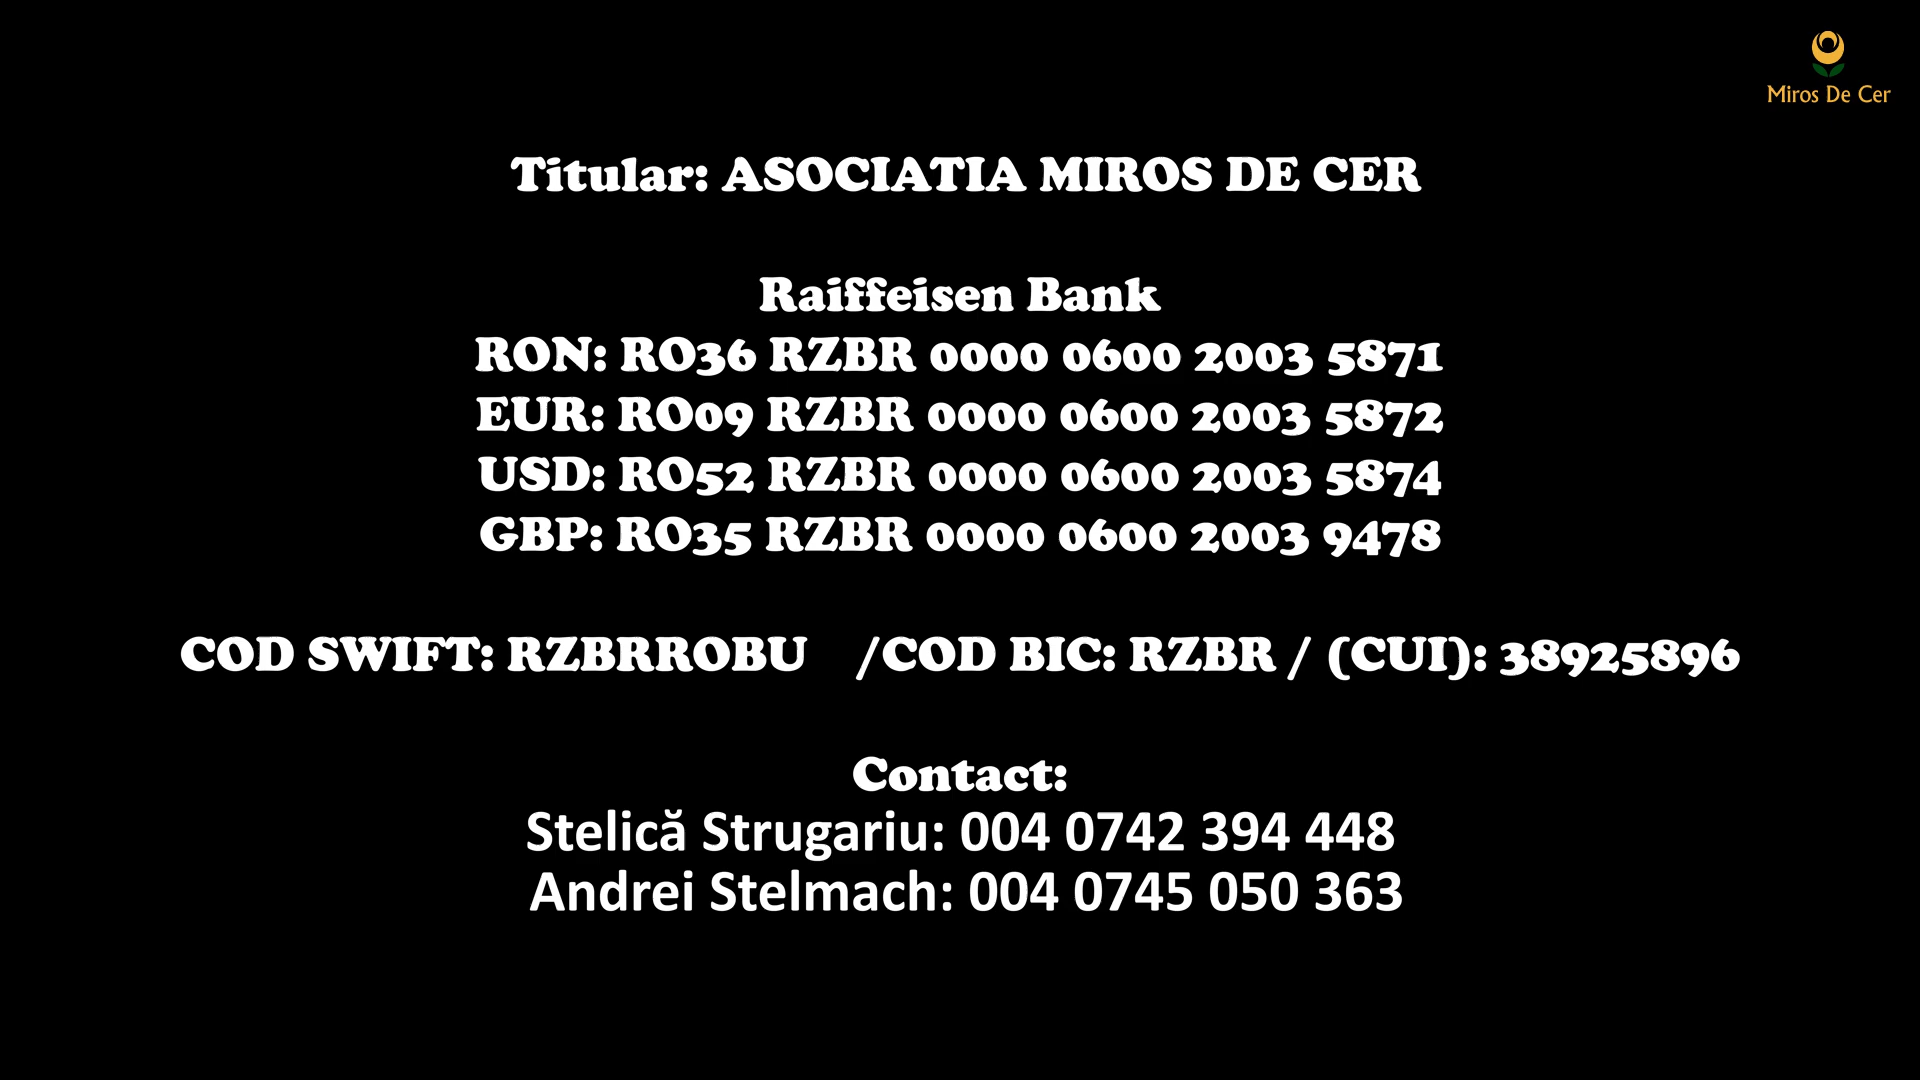 Miros De Cer
Titular: ASOCIATIA MIROS DE CER
Raiffeisen Bank
RON: RO36 RZBR 0000 0600 2003 5871
EUR: RO09 RZBR 0000 0600 2003 5872
USD: RO52 RZBR 0000 0600 2003 5874
GBP: RO35 RZBR 0000 0600 2003 9478
COD SWIFT: RZBRROBU /COD BIC: RZBR / (CUI): 38925896
Contact:
Stelică Strugariu: 004 0742 394 448
Andrei Stelmach: 004 0745 050 363